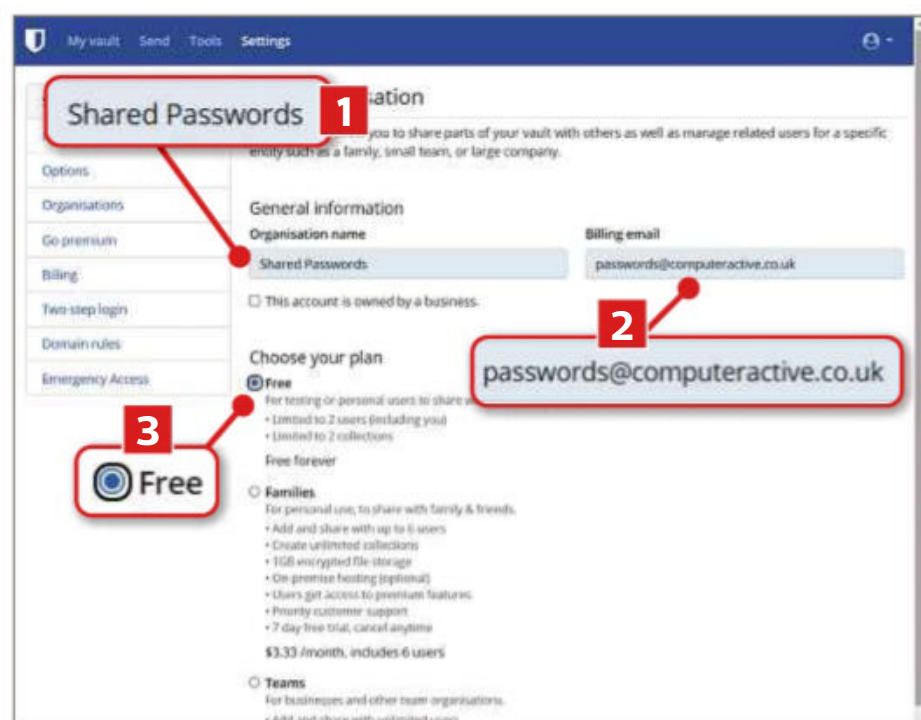 My vault Send Tools Settings
Shared Passwords 1
sation
you to share parts of your vault with others as well as manage related users for a specific
entity such as a family, small team, or large company.
Options
Organisations
Go premium
Billing
Two-step login
Domain rules
Emergency Access
General information
Organisation name
Billing email
Shared Passwords
passwords@computeractive.co.uk
This account is owned by a business.
2
passwords@computeractive.co.uk
Choose your plan
Free
For testing or personal users to share
• Limited to 2 users (including you)
• Limited to 2 collections
Free forever
3
Free
Families
For personal use, to share with family & friends.
• Add and share with up to 6 users
• Create unlimited collections
• 1GB encrypted file storage
• On-premise hosting (optional)
• Users get access to premium features
• Priority customer support
• 7 day free trial, cancel anytime
$3.33 /month, includes 6 users
Teams
For businesses and other team organisations.
• Add and share with unlimited users